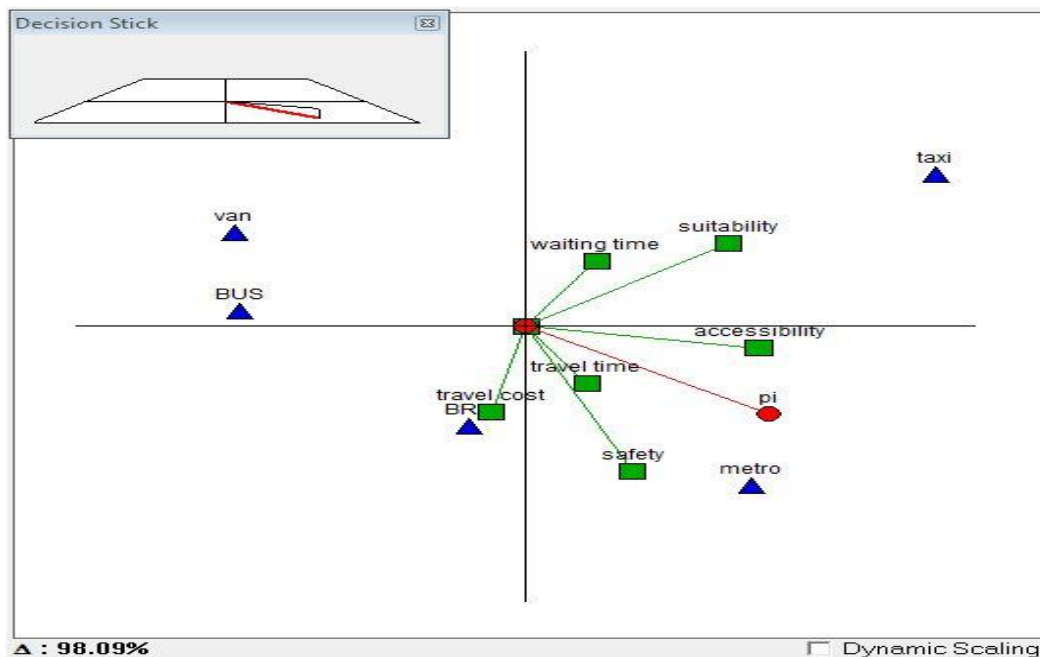 Decision Stick
taxi
van
suitability
waiting time
BUS
accessibility
travel time
travel cost
pi
BR
safety
metro
Δ : 98.09%
Dynamic Scaling